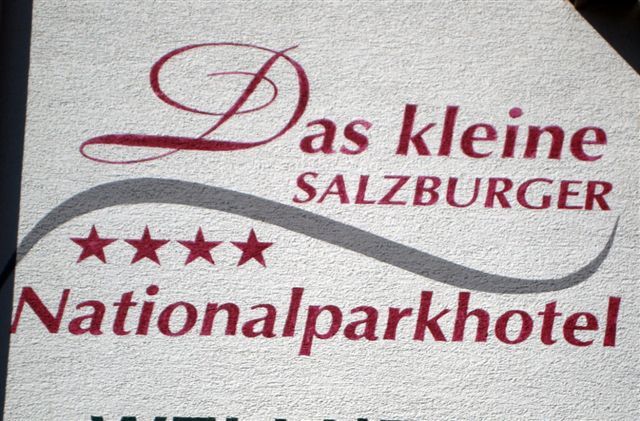 Das kleine
SALZBURGER
Nationalparkhotel